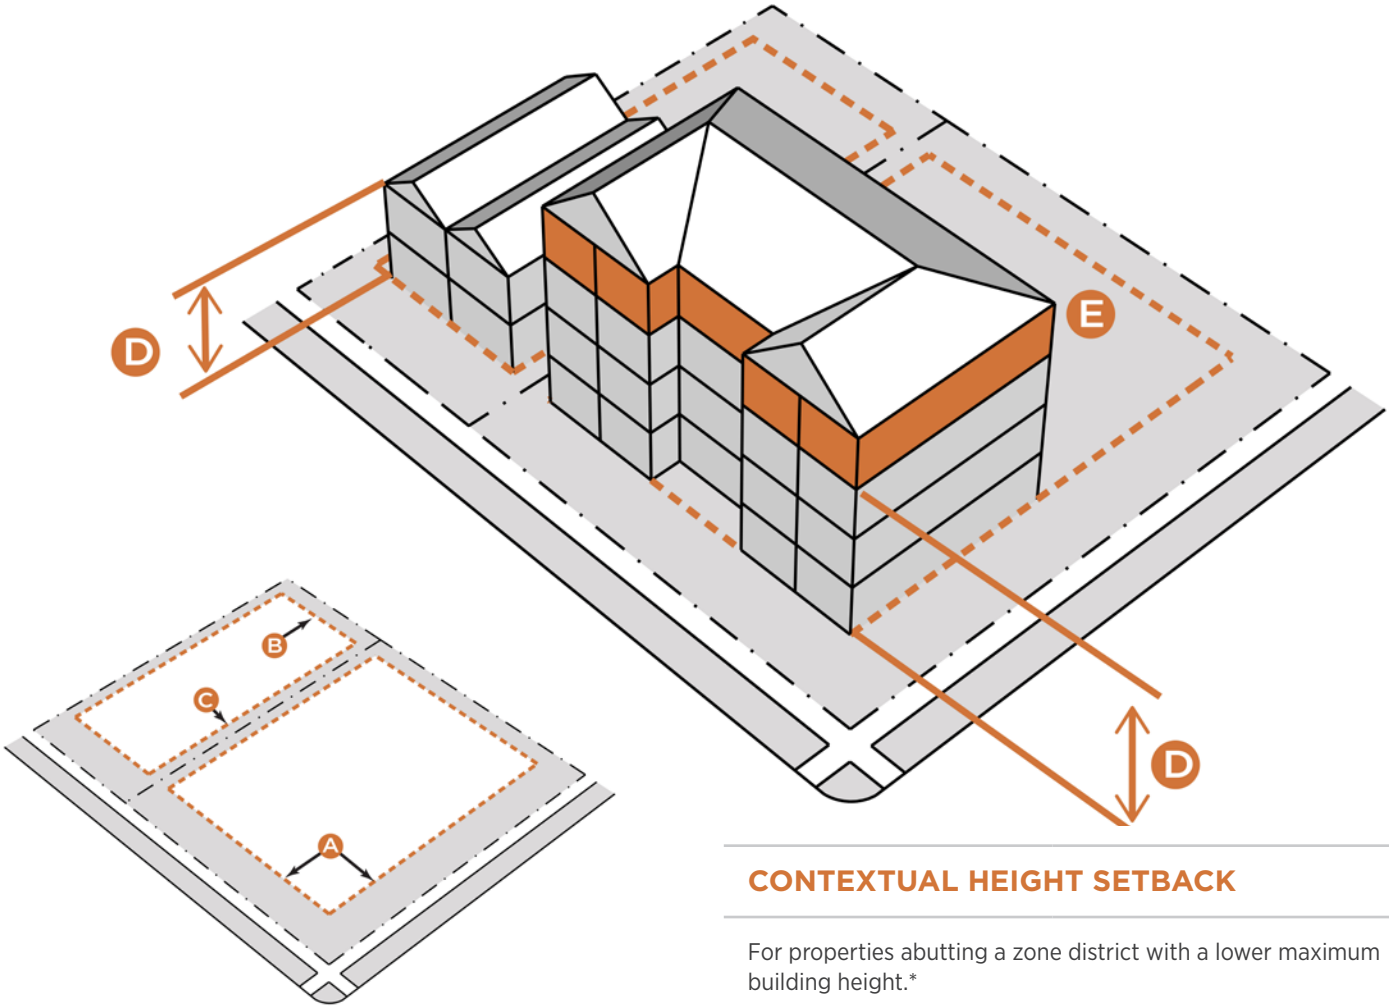 E
D
B
C
D
A
CONTEXTUAL HEIGHT SETBACK
For properties abutting a zone district with a lower maximum
building height.*